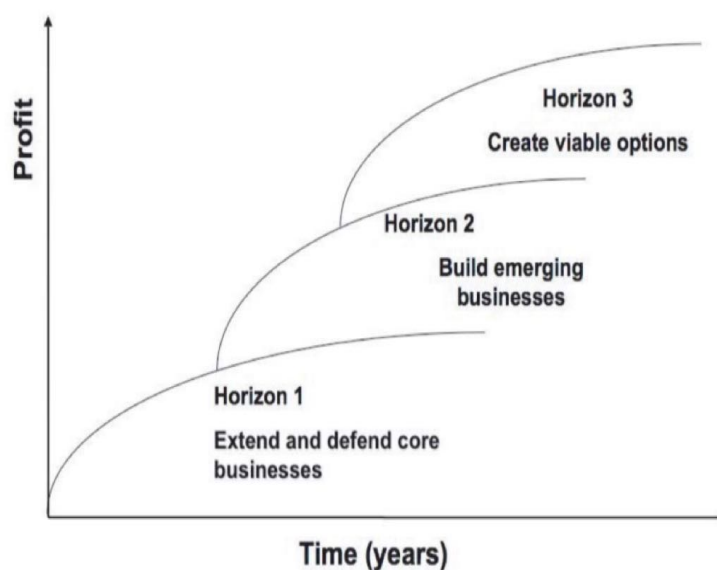 Profit
Horizon 3
Create viable options
Horizon 2
Build emerging
businesses
Horizon 1
Extend and defend core
businesses
Time (years)